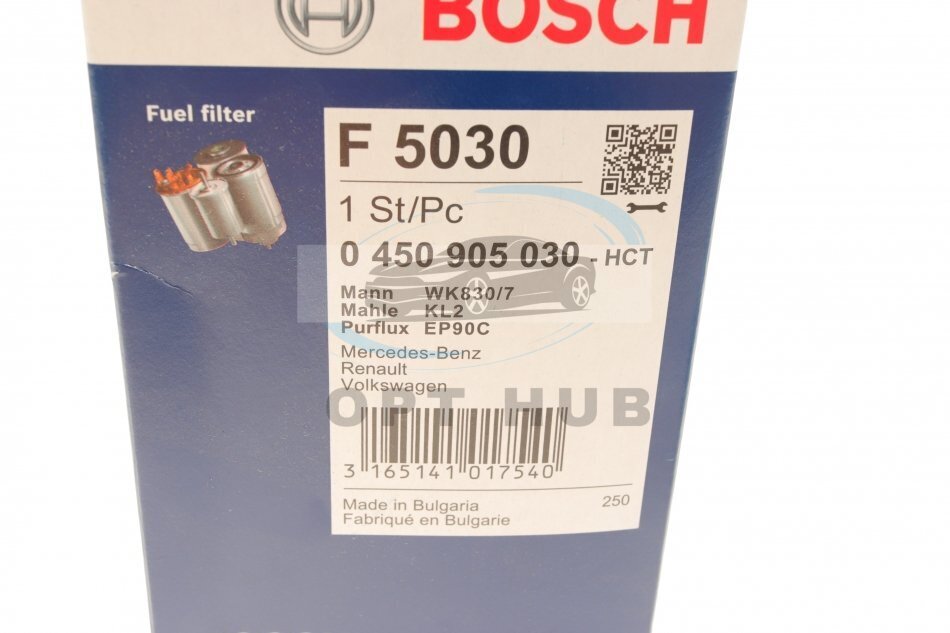 BOSCH
Fuel filter
F 5030
1 St/Pc
0 450 905 030 - HCT
Mann WK830/7
Mahle KL2
Purflux EP90C
Mercedes-Benz
Renault
Volkswagen
OPT HUB
3 165141 017540
Made in Bulgaria 250
Fabriqué en Bulgarie